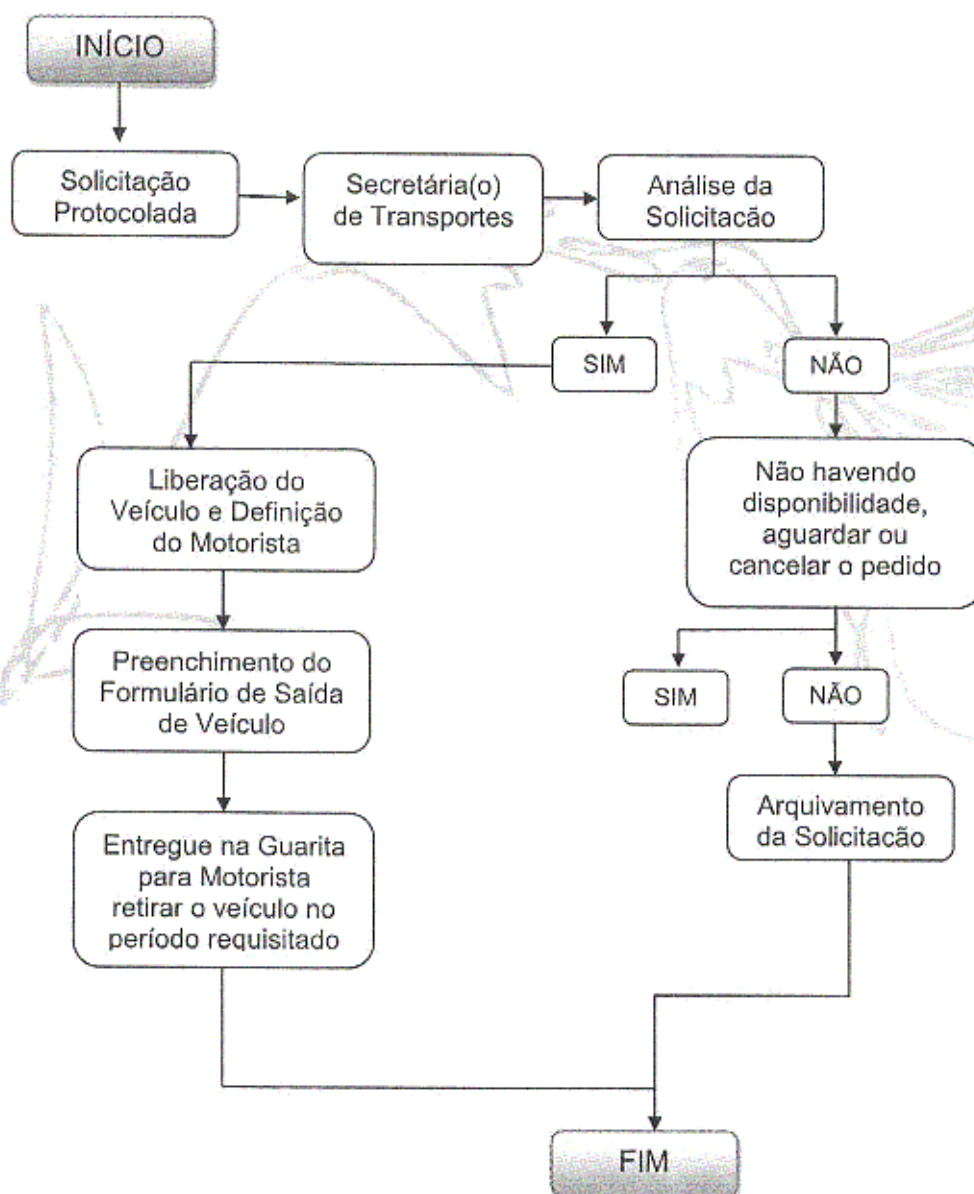 INÍCIO
Solicitação
Protocolada
Secretária(o)
de Transportes
Análise da
Solicitacão
SIM
NÃO
Liberação do
Veículo e Definição
do Motorista
Não havendo
disponibilidade,
aguardar ou
cancelar o pedido
Preenchimento do
Formulário de Saída
de Veículo
SIM
NÃO
Entregue na Guarita
para Motorista
retirar o veículo no
período requisitado
Arquivamento
da Solicitacão
FIM